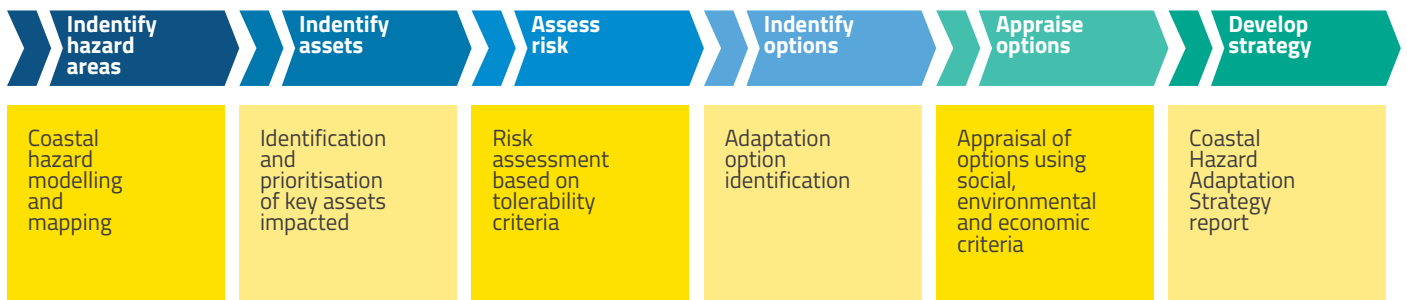 Indentify
hazard
areas
Indentify
assets
Assess
risk
Indentify
options
Appraise
options
Develop
strategy
Coastal
hazard
modelling
and
mapping
Identification
and
prioritisation
of key assets
impacted
Risk
assessment
based on
tolerability
criteria
Adaptation
option
identification
Appraisal of
options using
social,
environmental
and economic
criteria
Coastal
Hazard
Adaptation
Strategy
report